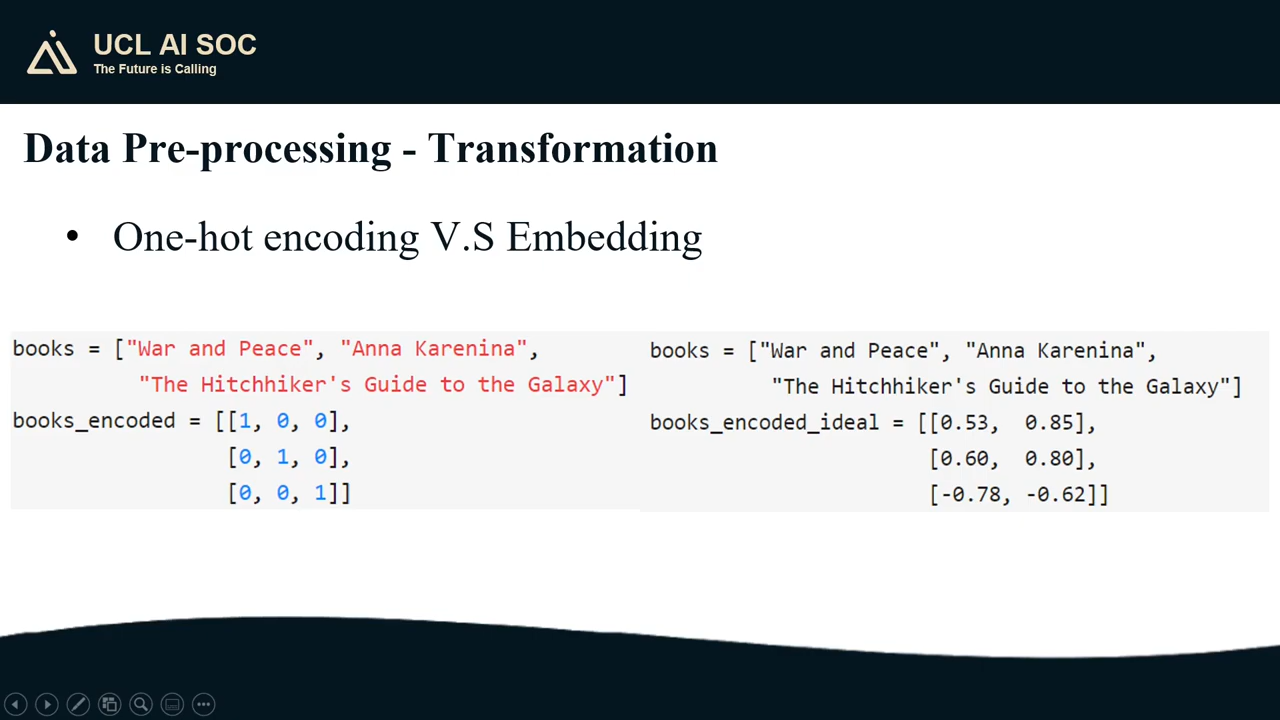 UCL AI SOC
The Future is Calling
Data Pre-processing - Transformation
• One-hot encoding V.S Embedding
books = ["War and Peace", "Anna Karenina",
"The Hitchhiker's Guide to the Galaxy"]
books_encoded = [[1, 0, 0],
[0, 1, 0],
[0, 0, 1]]
books = ["War and Peace", "Anna Karenina",
"The Hitchhiker's Guide to the Galaxy"]
books_encoded_ideal = [[0.53, 0.85],
[0.60, 0.80],
[-0.78, -0.62]]